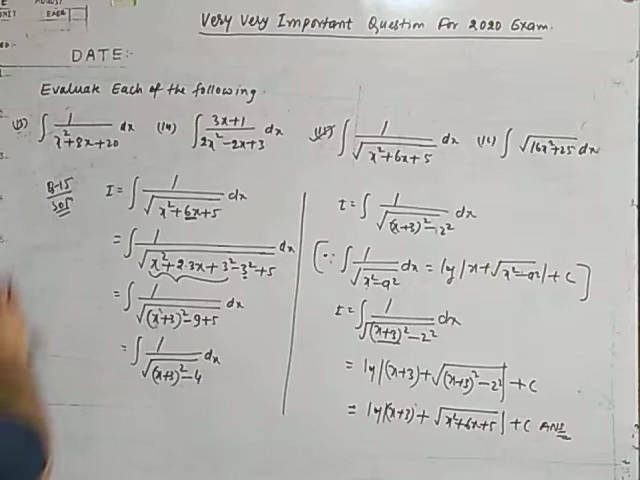 Very Very Important Question For 2020 Exam.
DATE:-
Evaluate Each of the following.
(13) ∫ 1/(x²+8x+20) dx (14) ∫ (3x+1)/(2x²-2x+3) dx (15) ∫ 1/√(x²+6x+5) dx (16) ∫ √(16x²+25) dx
Q-15
Sol
I = ∫ 1/√(x²+6x+5) dx
= ∫ 1/√(x²+2.3x+3²-3²+5) dx
= ∫ 1/√((x+3)²-9+5) dx
= ∫ 1/√((x+3)²-4) dx
I = ∫ 1/√((x+3)²-2²) dx
[∵ ∫ 1/√(x²-a²) dx = log|x+√(x²-a²)|+C]
I = ∫ 1/√((x+3)²-2²) dx
= log|(x+3)+√((x+3)²-2²)|+C
= log|(x+3)+√(x²+6x+5)|+C Ans